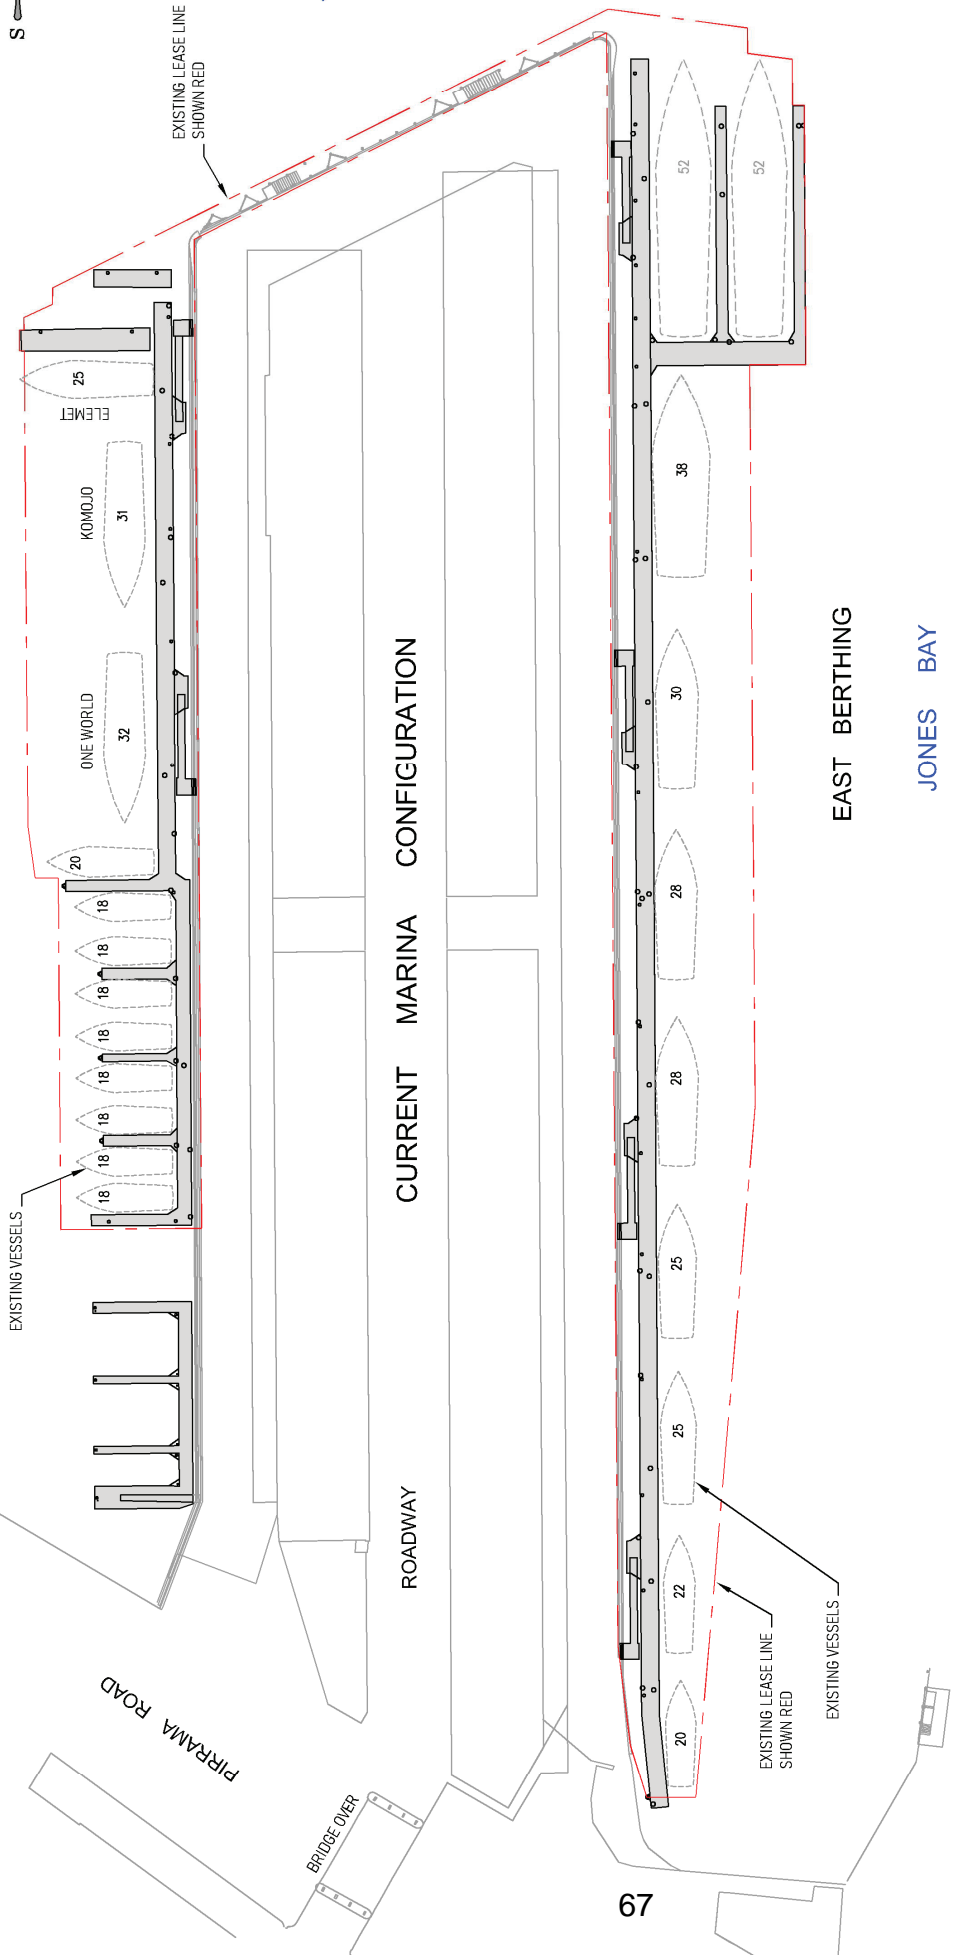 S
EXISTING LEASE LINE
SHOWN RED
EXISTING VESSELS
18
18
18
18
18
18
18
18
20
ONE WORLD
32
KOMOJO
31
ELEMET
25
CURRENT MARINA CONFIGURATION
ROADWAY
PIRRAMA ROAD
BRIDGE OVER
20
22
25
25
28
28
30
38
52
52
EXISTING LEASE LINE
SHOWN RED
EXISTING VESSELS
EAST BERTHING
JONES BAY
67